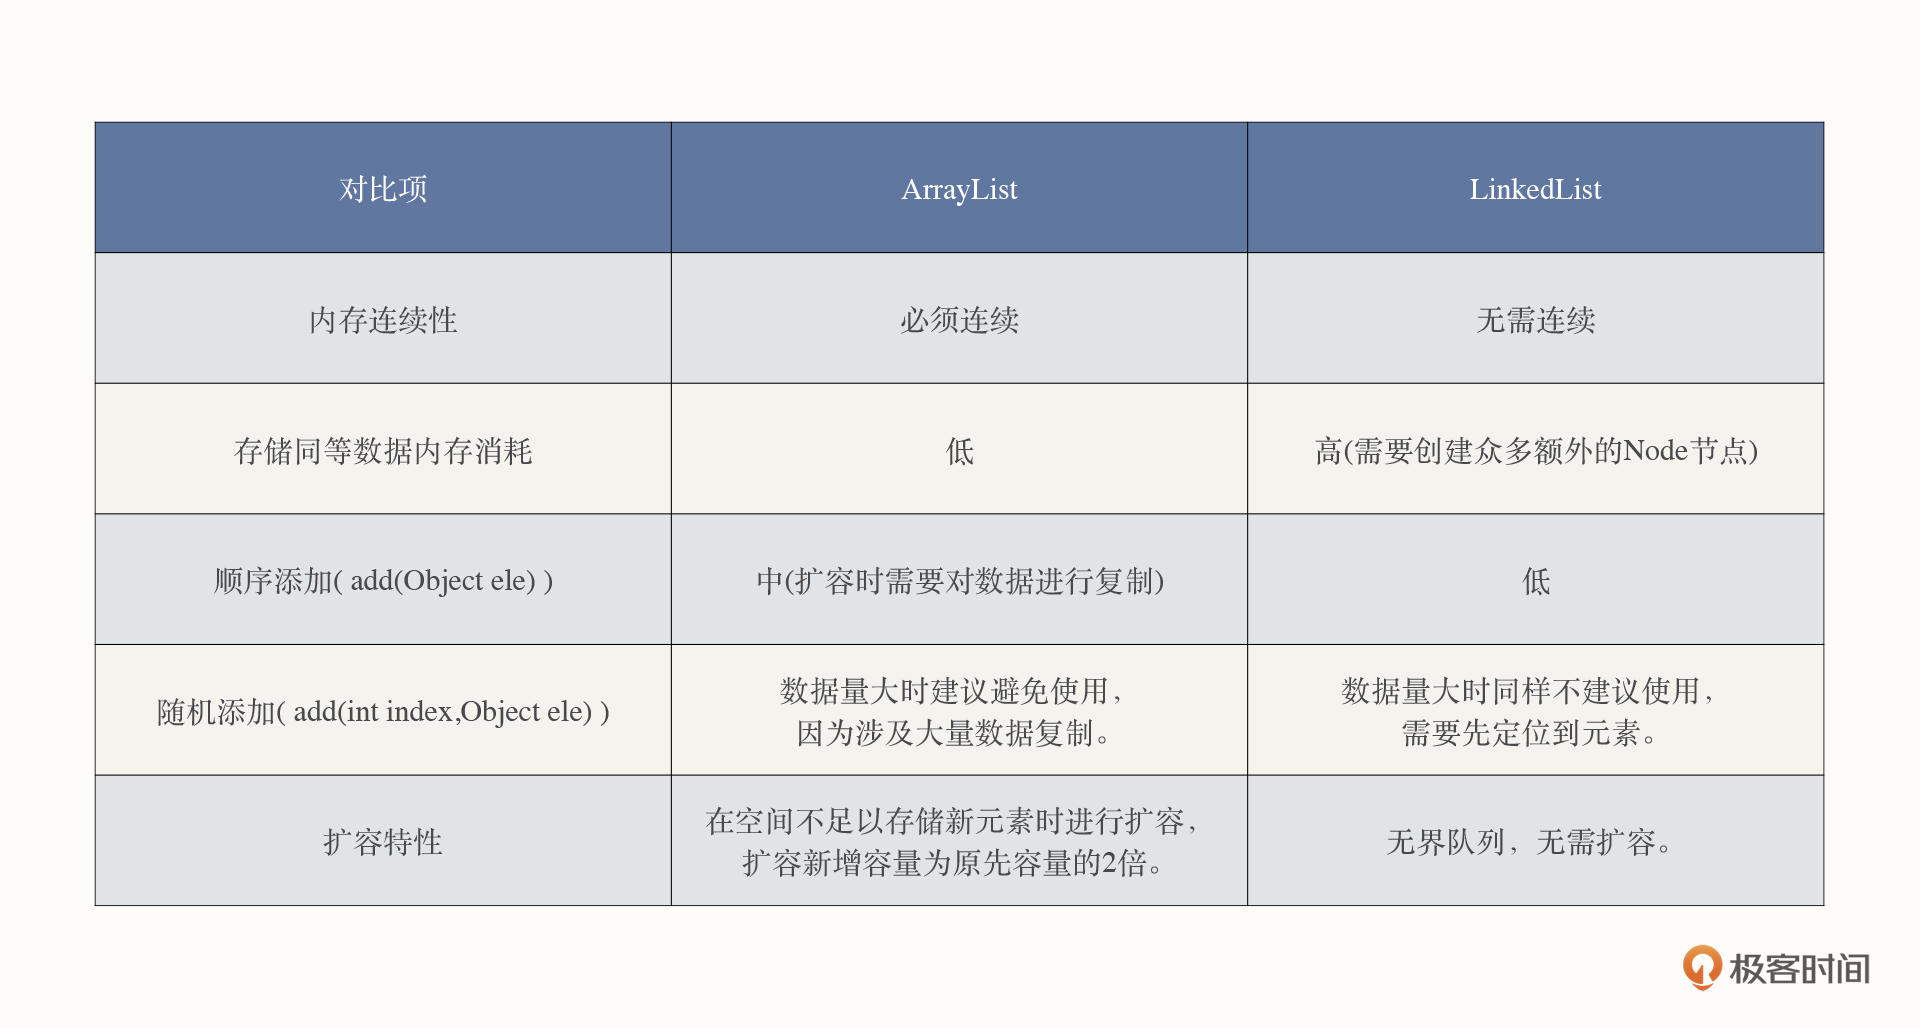 对比项
ArrayList
LinkedList
内存连续性
必须连续
无需连续
存储同等数据内存消耗
低
高(需要创建众多额外的Node节点)
顺序添加( add(Object ele) )
中(扩容时需要对数据进行复制)
低
随机添加( add(int index,Object ele) )
数据量大时建议避免使用，
因为涉及大量数据复制。
数据量大时同样不建议使用，
需要先定位到元素。
扩容特性
在空间不足以存储新元素时进行扩容，
扩容新增容量为原先容量的2倍。
无界队列，无需扩容。
极客时间